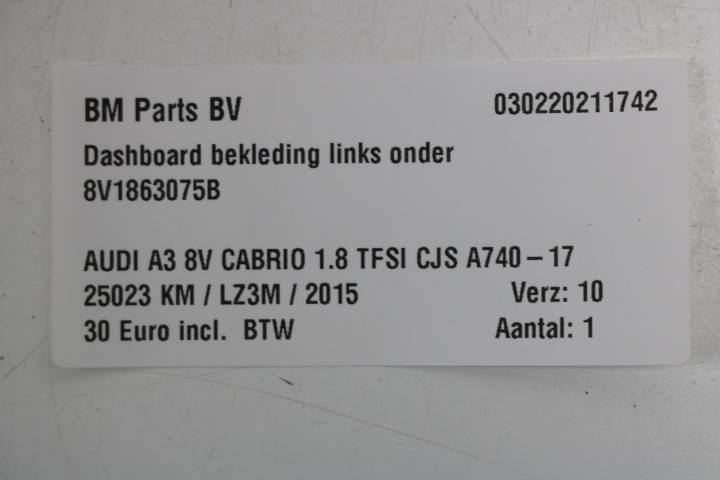 BM Parts BV 030220211742
Dashboard bekleding links onder
8V1863075B
AUDI A3 8V CABRIO 1.8 TFSI CJS A740 – 17
25023 KM / LZ3M / 2015 Verz: 10
30 Euro incl. BTW Aantal: 1